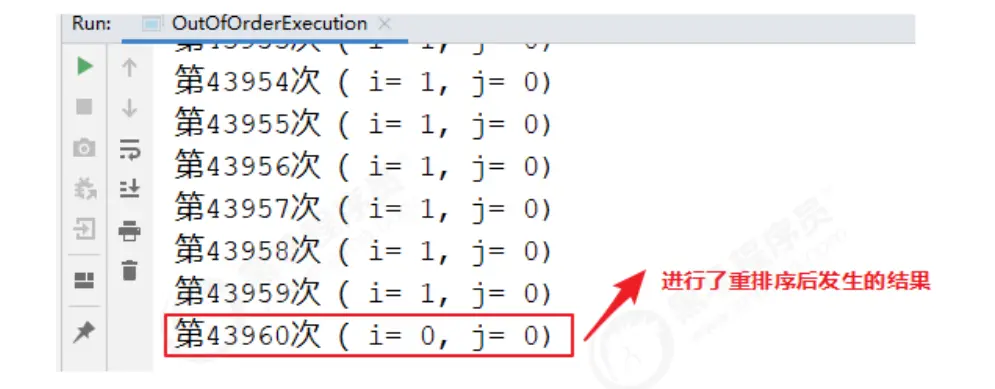 Run: OutOfOrderExecution
第43954次 ( i= 1, j= 0)
第43955次 ( i= 1, j= 0)
第43956次 ( i= 1, j= 0)
第43957次 ( i= 1, j= 0)
第43958次 ( i= 1, j= 0)
第43959次 ( i= 1, j= 0)
进行了重排序后发生的结果
第43960次 ( i= 0, j= 0)